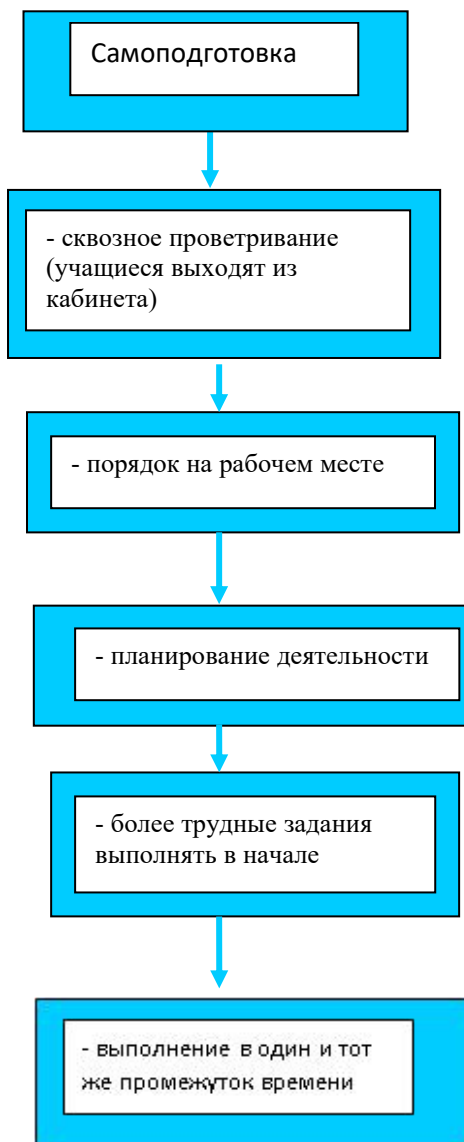 Самоподготовка
- сквозное проветривание
(учащиеся выходят из
кабинета)
- порядок на рабочем месте
- планирование деятельности
- более трудные задания
выполнять в начале
- выполнение в один и тот
же промежуток времени